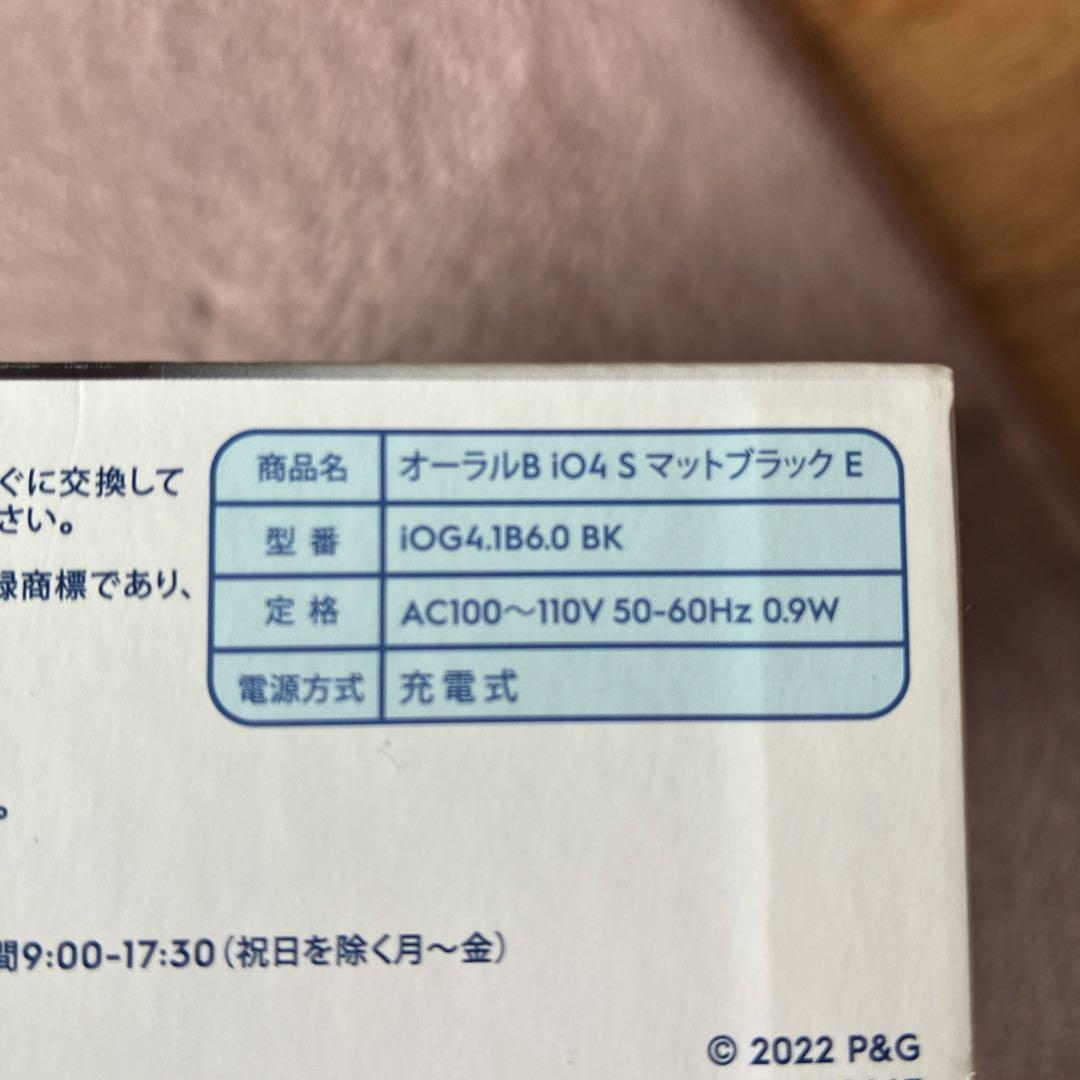 ぐに交換して
さい。
録商標であり、
商品名 オーラルB iO4 S マットブラック E
型番 iOG4.1B6.0 BK
定格 AC100～110V 50-60Hz 0.9W
電源方式 充電式
。
間9:00-17:30（祝日を除く月～金）
© 2022 P&G